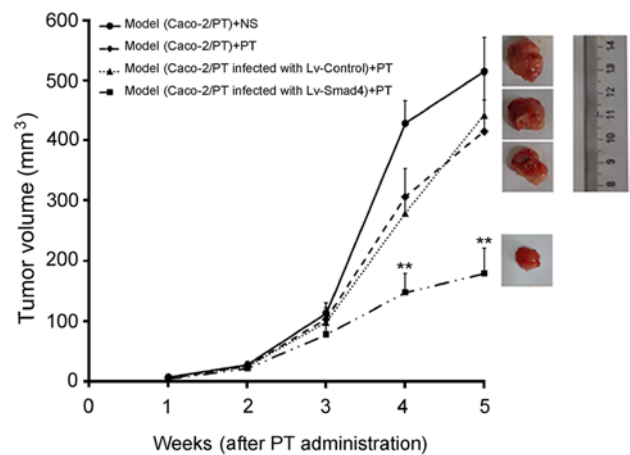 600
500
400
300
200
100
0
Tumor volume (mm³)
Model (Caco-2/PT)+NS
Model (Caco-2/PT)+PT
Model (Caco-2/PT infected with Lv-Control)+PT
Model (Caco-2/PT infected with Lv-Smad4)+PT
** **
0 1 2 3 4 5
Weeks (after PT administration)
14
13
12
11
10
9
8